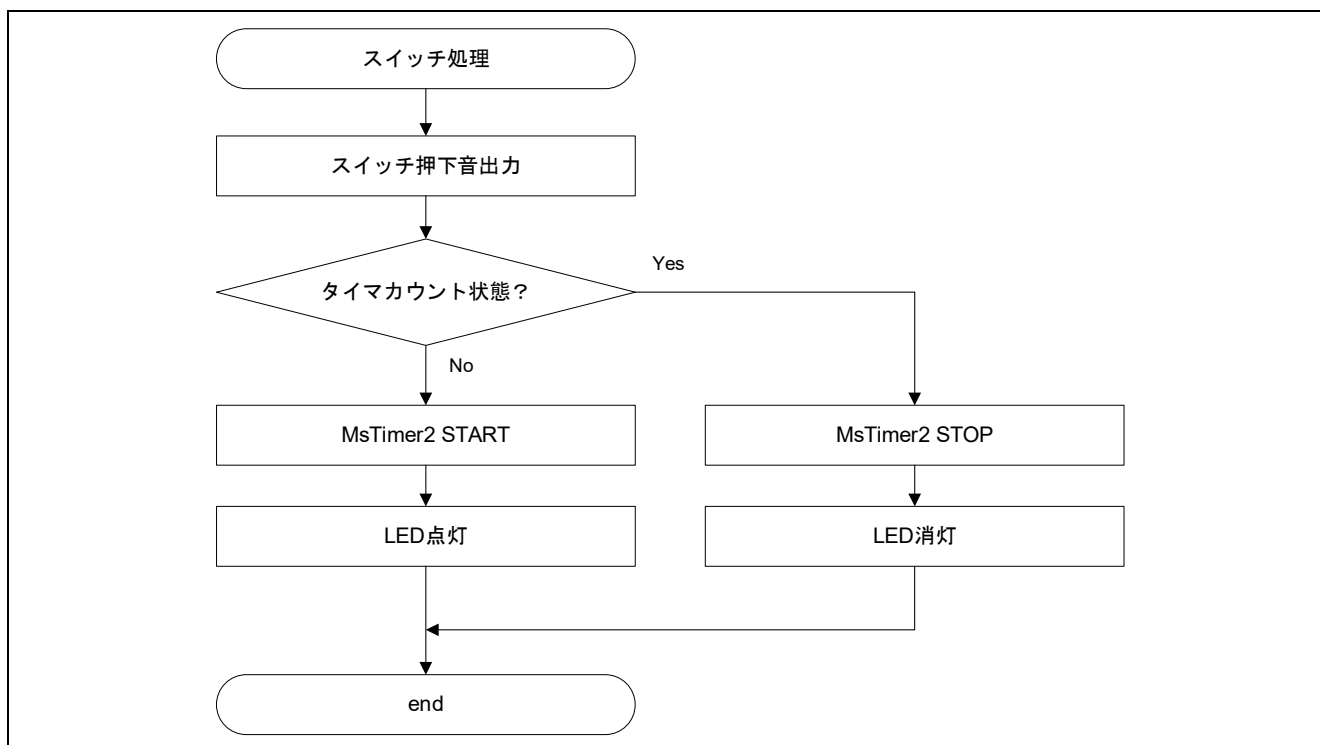 スイッチ処理
スイッチ押下音出力
タイマカウント状態？
Yes
No
MsTimer2 START
MsTimer2 STOP
LED点灯
LED消灯
end